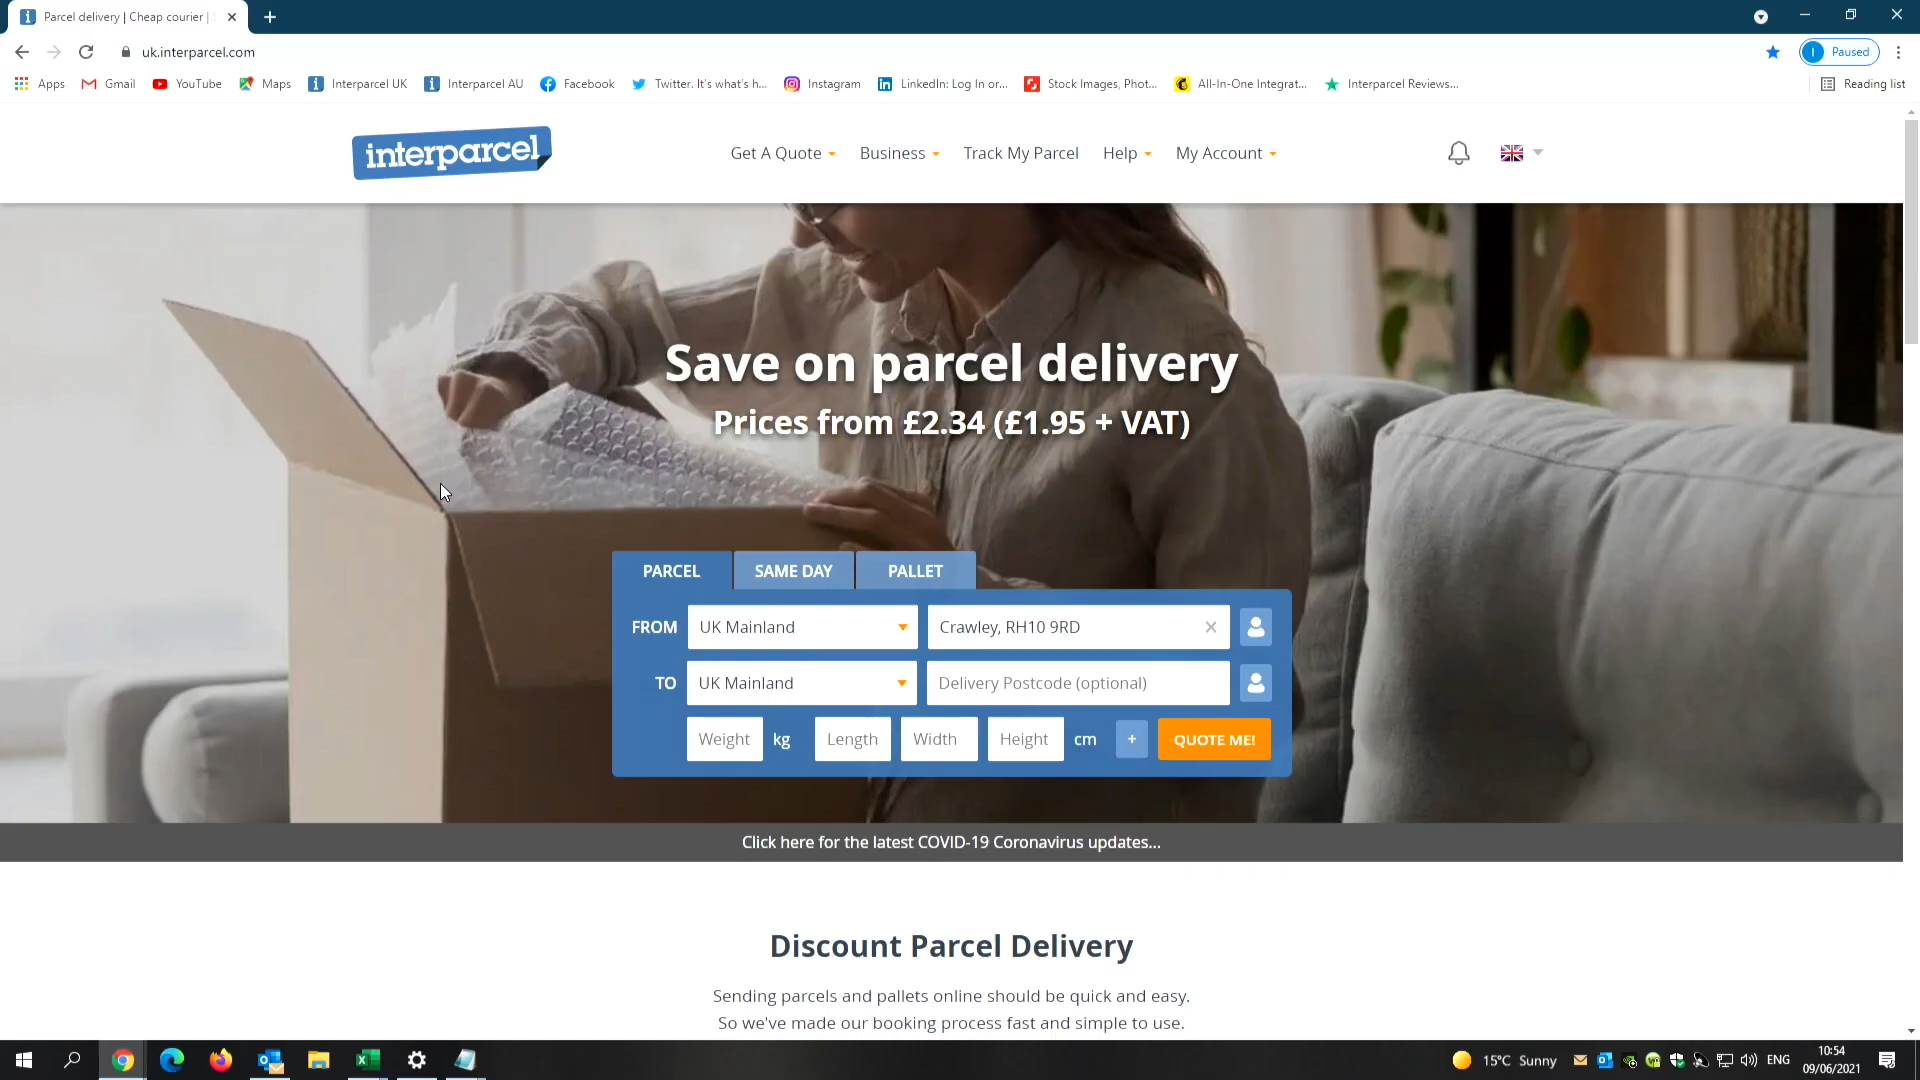 Parcel delivery | Cheap courier |
uk.interparcel.com
Paused
Apps
Gmail
YouTube
Maps
Interparcel UK
Interparcel AU
Facebook
Twitter. It's what's h...
Instagram
LinkedIn: Log In or...
Stock Images, Phot...
All-In-One Integrat...
Interparcel Reviews...
Reading list
interparcel
Get A Quote
Business
Track My Parcel
Help
My Account
Save on parcel delivery
Prices from £2.34 (£1.95 + VAT)
PARCEL
SAME DAY
PALLET
FROM
UK Mainland
Crawley, RH10 9RD
TO
UK Mainland
Delivery Postcode (optional)
Weight
kg
Length
Width
Height
cm
+
QUOTE ME!
Click here for the latest COVID-19 Coronavirus updates...
Discount Parcel Delivery
Sending parcels and pallets online should be quick and easy.
So we've made our booking process fast and simple to use.
15°C Sunny
ENG
10:54
09/06/2021